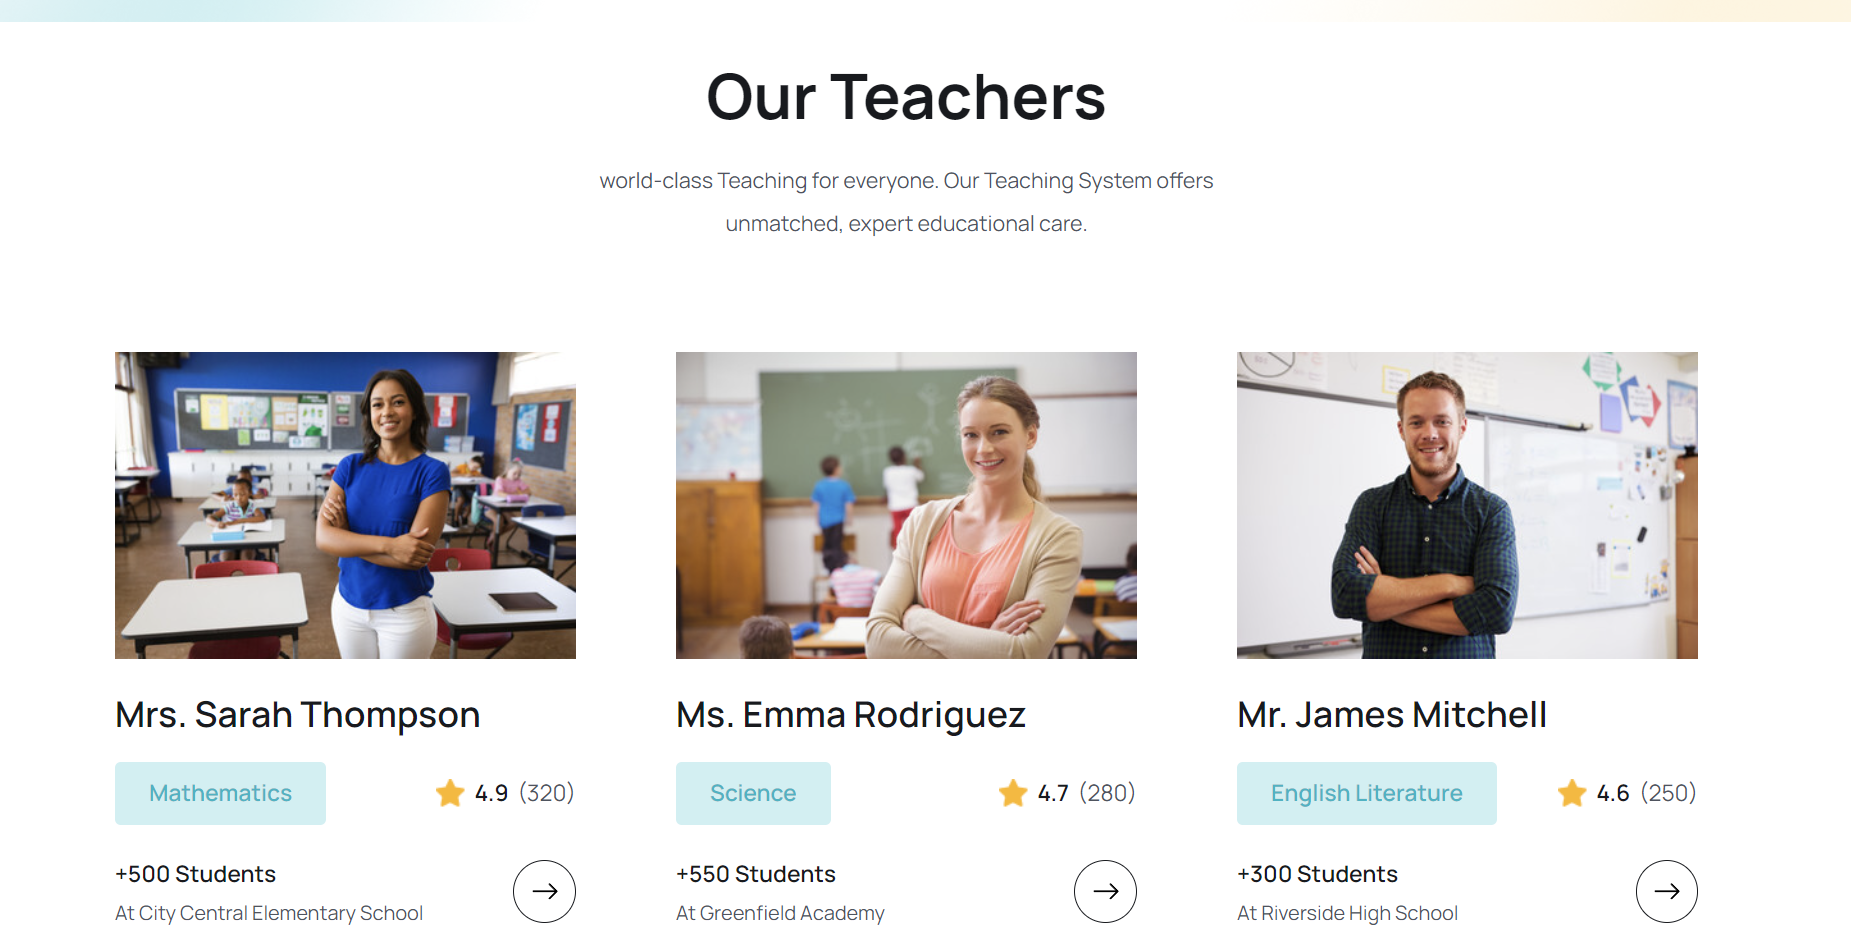 Our Teachers
world-class Teaching for everyone. Our Teaching System offers
unmatched, expert educational care.
Mrs. Sarah Thompson
Mathematics
4.9 (320)
+500 Students
At City Central Elementary School
Ms. Emma Rodriguez
Science
4.7 (280)
+550 Students
At Greenfield Academy
Mr. James Mitchell
English Literature
4.6 (250)
+300 Students
At Riverside High School